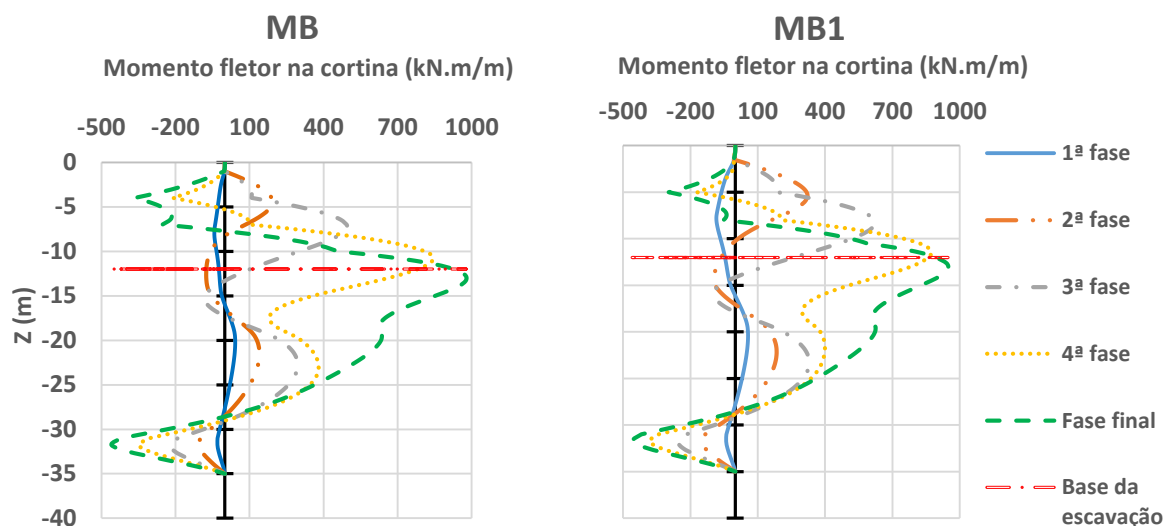 MB
Momento fletor na cortina (kN.m/m)
-500 -200 100 400 700 1000
0
-5
-10
-15
-20
-25
-30
-35
-40
Z (m)
MB1
Momento fletor na cortina (kN.m/m)
-500 -200 100 400 700 1000
1ª fase
2ª fase
3ª fase
4ª fase
Fase final
Base da
escavação